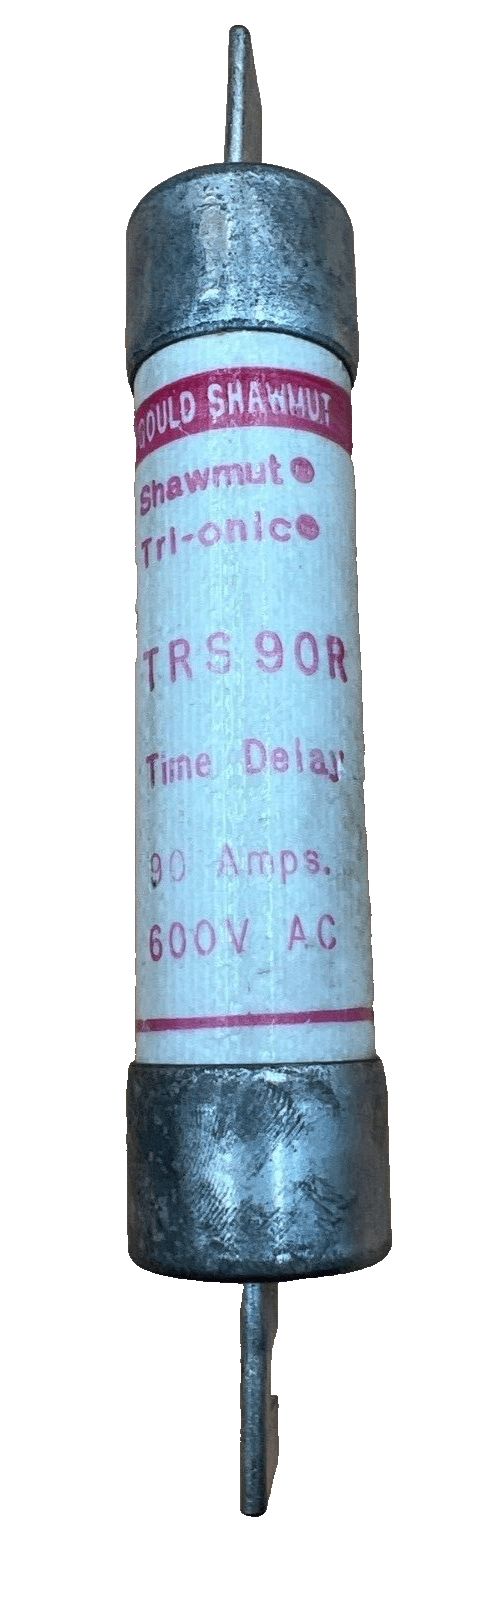 GOULD SHAWMUT
Shawmut®
Tri-onic®
TRS 90R
Time Delay
90 Amps.
600V AC